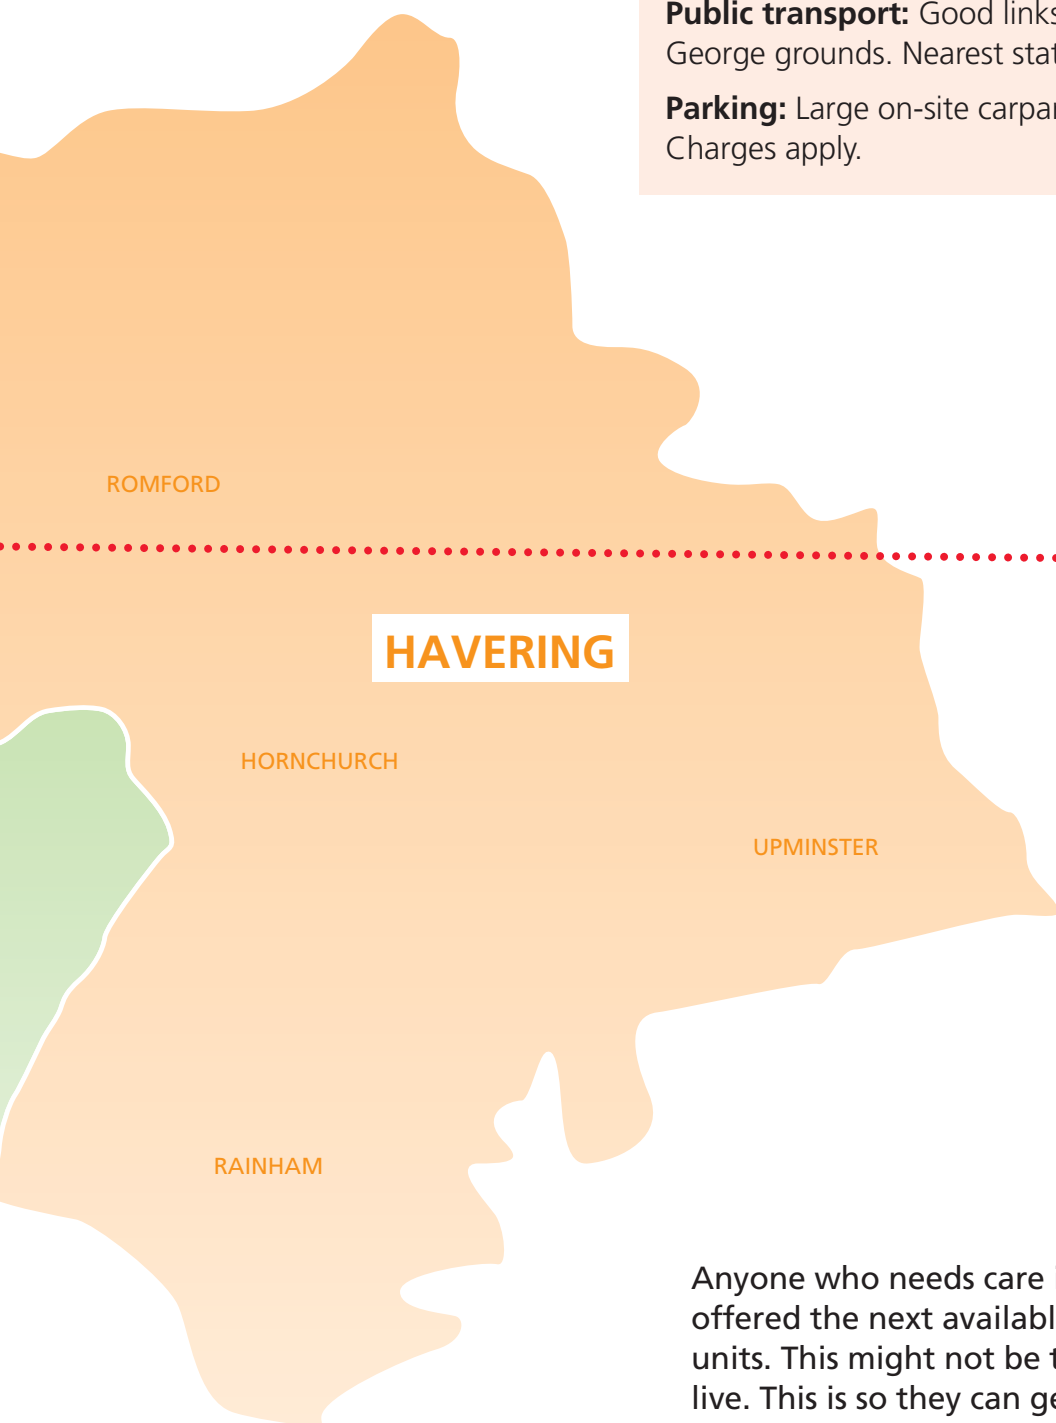 Public transport: Good links
George grounds. Nearest stat
Parking: Large on-site carpar
Charges apply.
ROMFORD
HAVERING
HORNCHURCH
UPMINSTER
RAINHAM
Anyone who needs care i
offered the next availabl
units. This might not be t
live. This is so they can ge